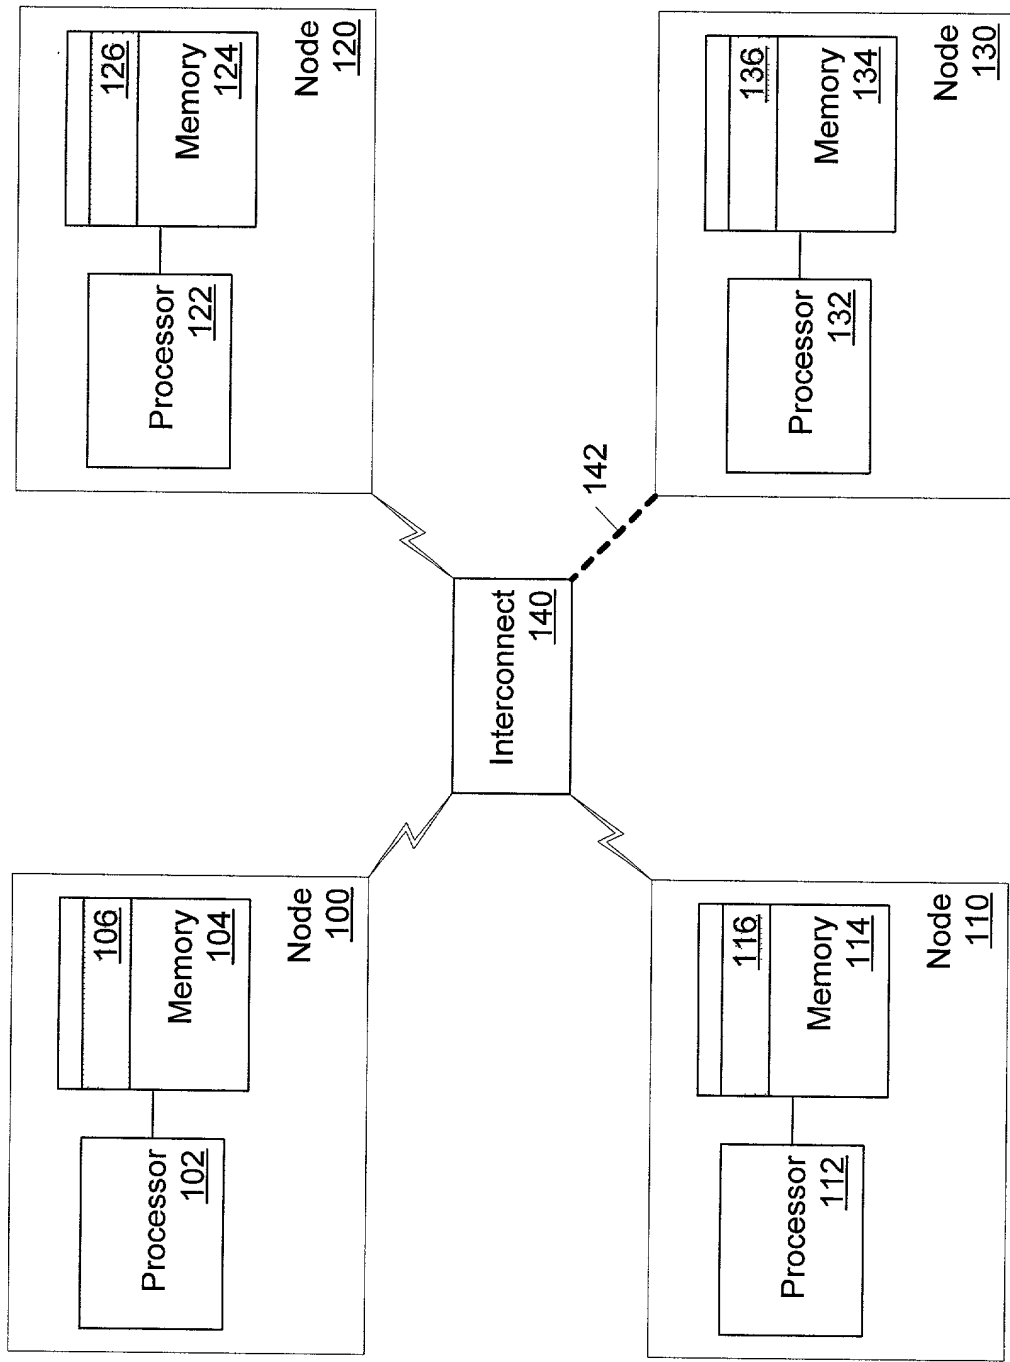 Processor
102
106
Memory
104
Node
100
Processor
122
126
Memory
124
Node
120
Interconnect
140
142
Processor
112
116
Memory
114
Node
110
Processor
132
136
Memory
134
Node
130